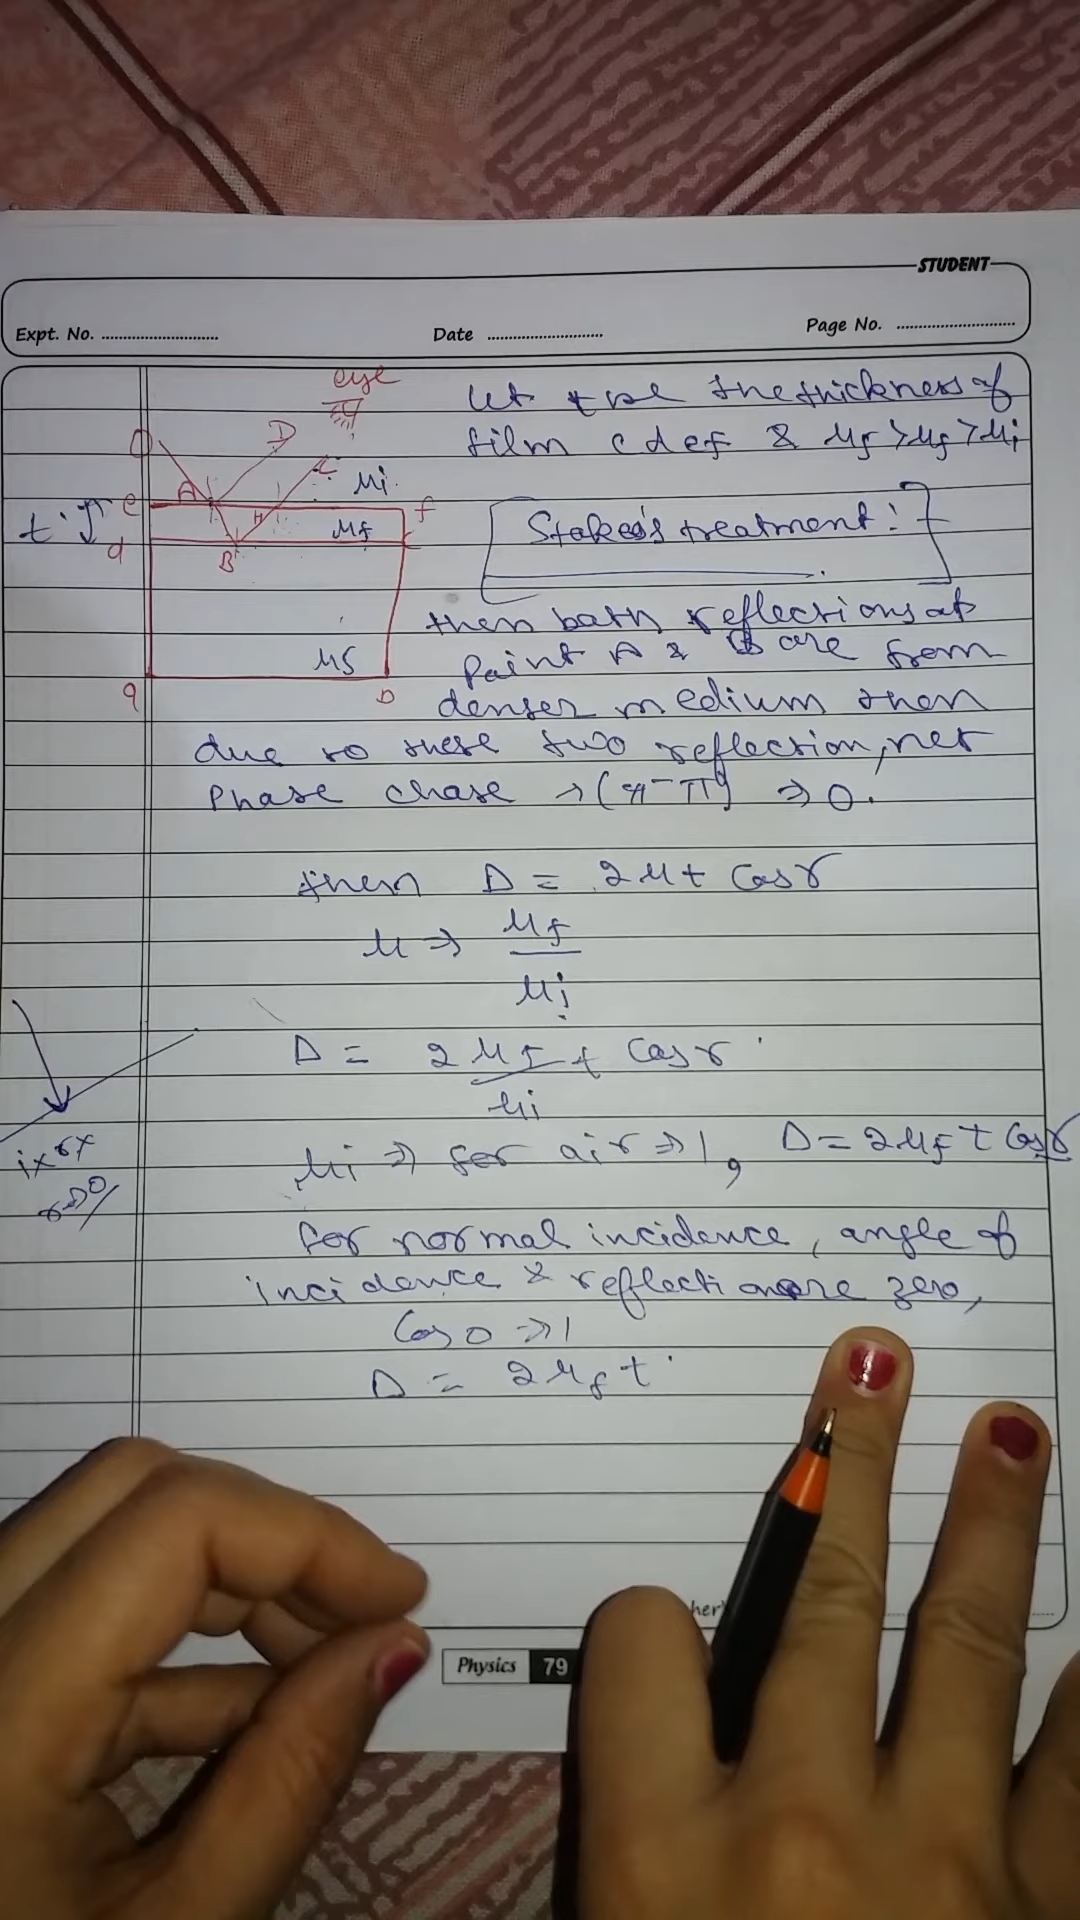 STUDENT
Expt. No. ............ Date ............ Page No. ............
eye
O D C
Let t be the thickness of
film cdef & μs > μf > μi
A μi
e f
t H μf
d B c
Stokes's treatment:
then both reflections at
Point A & B are from
μs
denser medium then
q D
due to these two reflection, net
Phase chase → (π-π) ⇒ 0.
then Δ = 2μt Cosr
μ ⇒ μf / μi
Δ = 2 μf t Cosr / μi
μi ⇒ for air ⇒ 1, Δ = 2μf t Cosr
for normal incidence, angle of
incidence & reflection are zero,
Cos 0 ⇒ 1
Δ = 2μf t
Physics 79